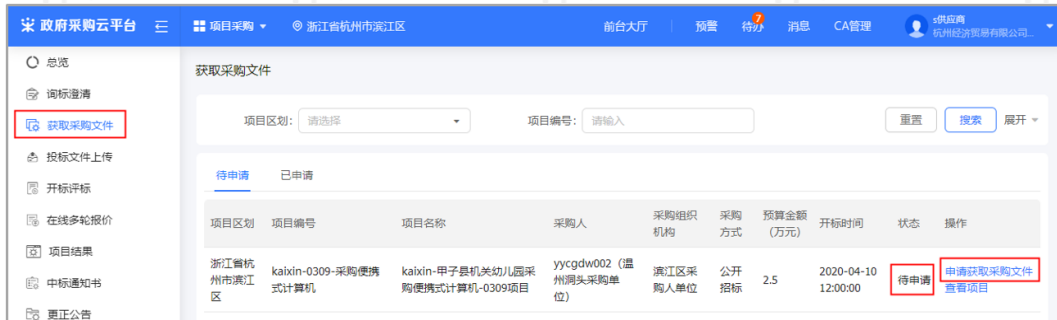 政府采购云平台
项目采购
浙江省杭州市滨江区
前台大厅
预警
待办
7
消息
CA管理
s供应商
杭州经济贸易有限公司...
总览
询标澄清
获取采购文件
投标文件上传
开标评标
在线多轮报价
项目结果
中标通知书
更正公告
获取采购文件
项目区划： 请选择
项目编号： 请输入
重置
搜索
展开
待申请
已申请
项目区划 项目编号 项目名称 采购人 采购组织
机构 采购
方式 预算金额
（万元） 开标时间 状态 操作
浙江省杭
州市滨江
区
kaixin-0309-采购便携
式计算机
kaixin-甲子县机关幼儿园采
购便携式计算机-0309项目
yycgdw002（温
州洞头采购单
位）
滨江区采
购人单位
公开
招标
2.5
2020-04-10
12:00:00
待申请
申请获取采购文件
查看项目